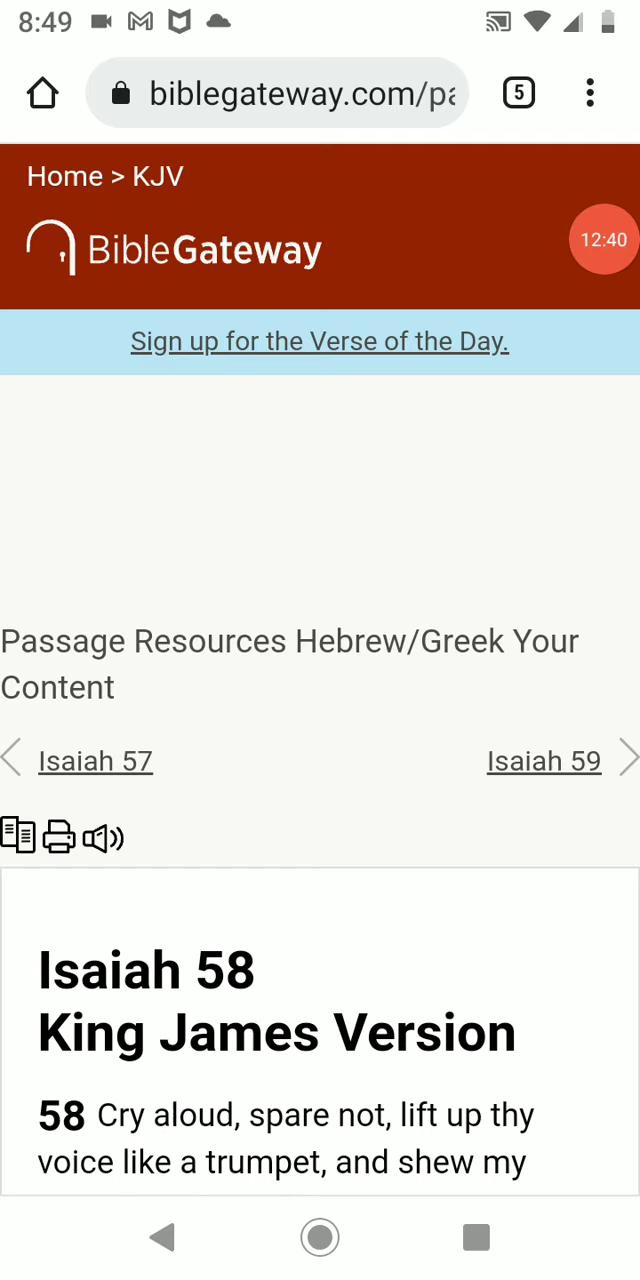 8:49
biblegateway.com/pa
5
Home > KJV
BibleGateway
12:40
Sign up for the Verse of the Day.
Passage Resources Hebrew/Greek Your
Content
Isaiah 57
Isaiah 59
Isaiah 58
King James Version
58 Cry aloud, spare not, lift up thy
voice like a trumpet, and shew my